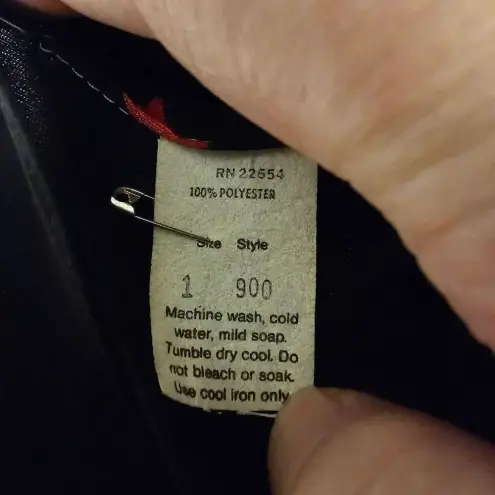 RN 22654
100% POLYESTER
Size Style
1 900
Machine wash, cold
water, mild soap.
Tumble dry cool. Do
not bleach or soak.
Use cool iron only.